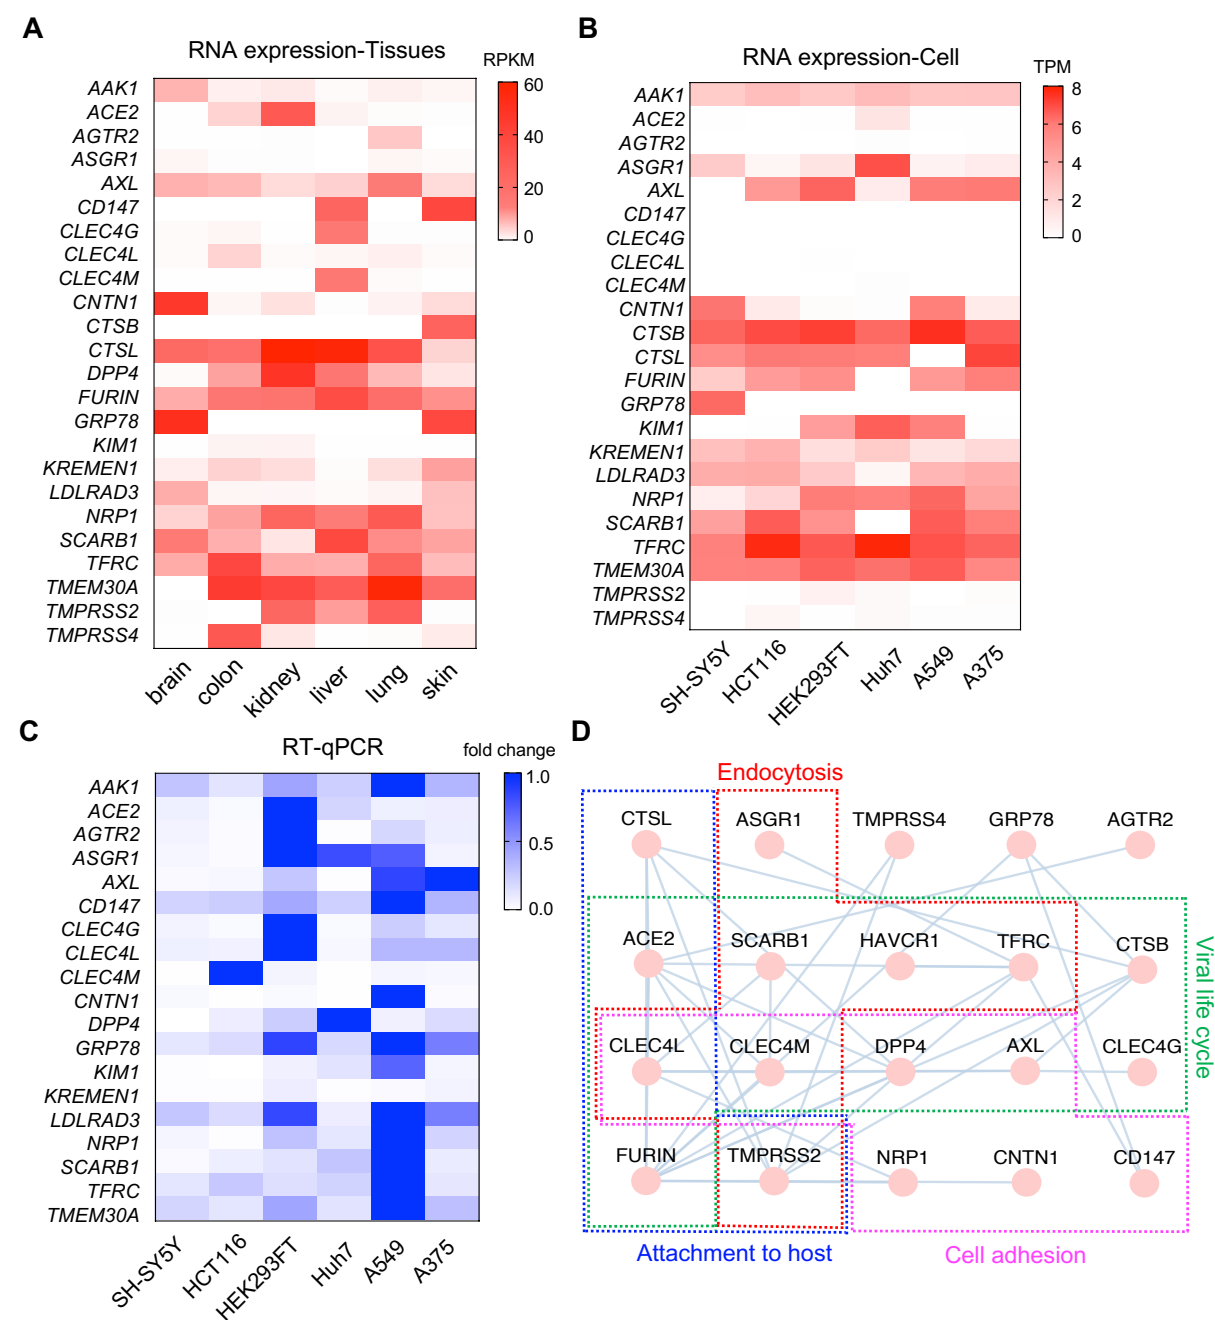 A
RNA expression-Tissues
RPKM
60
40
20
0
AAK1
ACE2
AGTR2
ASGR1
AXL
CD147
CLEC4G
CLEC4L
CLEC4M
CNTN1
CTSB
CTSL
DPP4
FURIN
GRP78
KIM1
KREMEN1
LDLRAD3
NRP1
SCARB1
TFRC
TMEM30A
TMPRSS2
TMPRSS4
brain
colon
kidney
liver
lung
skin
B
RNA expression-Cell
TPM
8
6
4
2
0
AAK1
ACE2
AGTR2
ASGR1
AXL
CD147
CLEC4G
CLEC4L
CLEC4M
CNTN1
CTSB
CTSL
FURIN
GRP78
KIM1
KREMEN1
LDLRAD3
NRP1
SCARB1
TFRC
TMEM30A
TMPRSS2
TMPRSS4
SH-SY5Y
HCT116
HEK293FT
Huh7
A549
A375
C
RT-qPCR
fold change
1.0
0.5
0.0
AAK1
ACE2
AGTR2
ASGR1
AXL
CD147
CLEC4G
CLEC4L
CLEC4M
CNTN1
DPP4
GRP78
KIM1
KREMEN1
LDLRAD3
NRP1
SCARB1
TFRC
TMEM30A
SH-SY5Y
HCT116
HEK293FT
Huh7
A549
A375
D
Endocytosis
CTSL
ASGR1
TMPRSS4
GRP78
AGTR2
ACE2
SCARB1
HAVCR1
TFRC
CTSB
Viral life cycle
CLEC4L
CLEC4M
DPP4
AXL
CLEC4G
FURIN
TMPRSS2
NRP1
CNTN1
CD147
Attachment to host
Cell adhesion